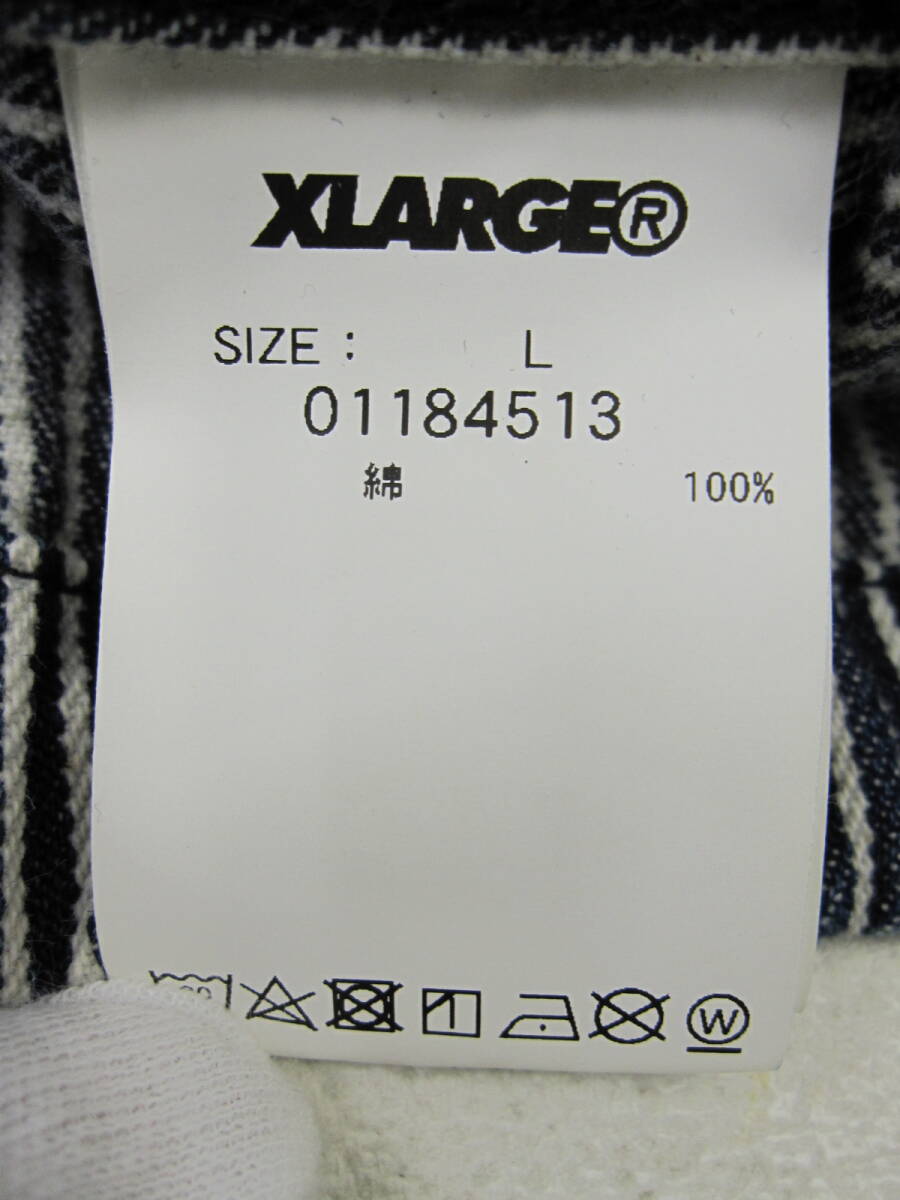 XLARGE®
SIZE : L
01184513
綿 100%
W